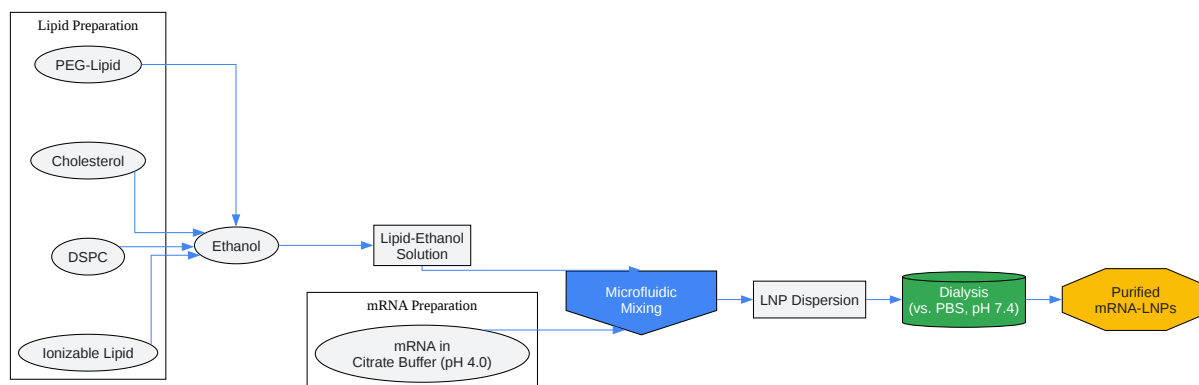 Lipid Preparation
PEG-Lipid
Cholesterol
DSPC
Ionizable Lipid
Ethanol
Lipid-Ethanol
Solution
mRNA Preparation
mRNA in
Citrate Buffer (pH 4.0)
Microfluidic
Mixing
LNP Dispersion
Dialysis
(vs. PBS, pH 7.4)
Purified
mRNA-LNPs